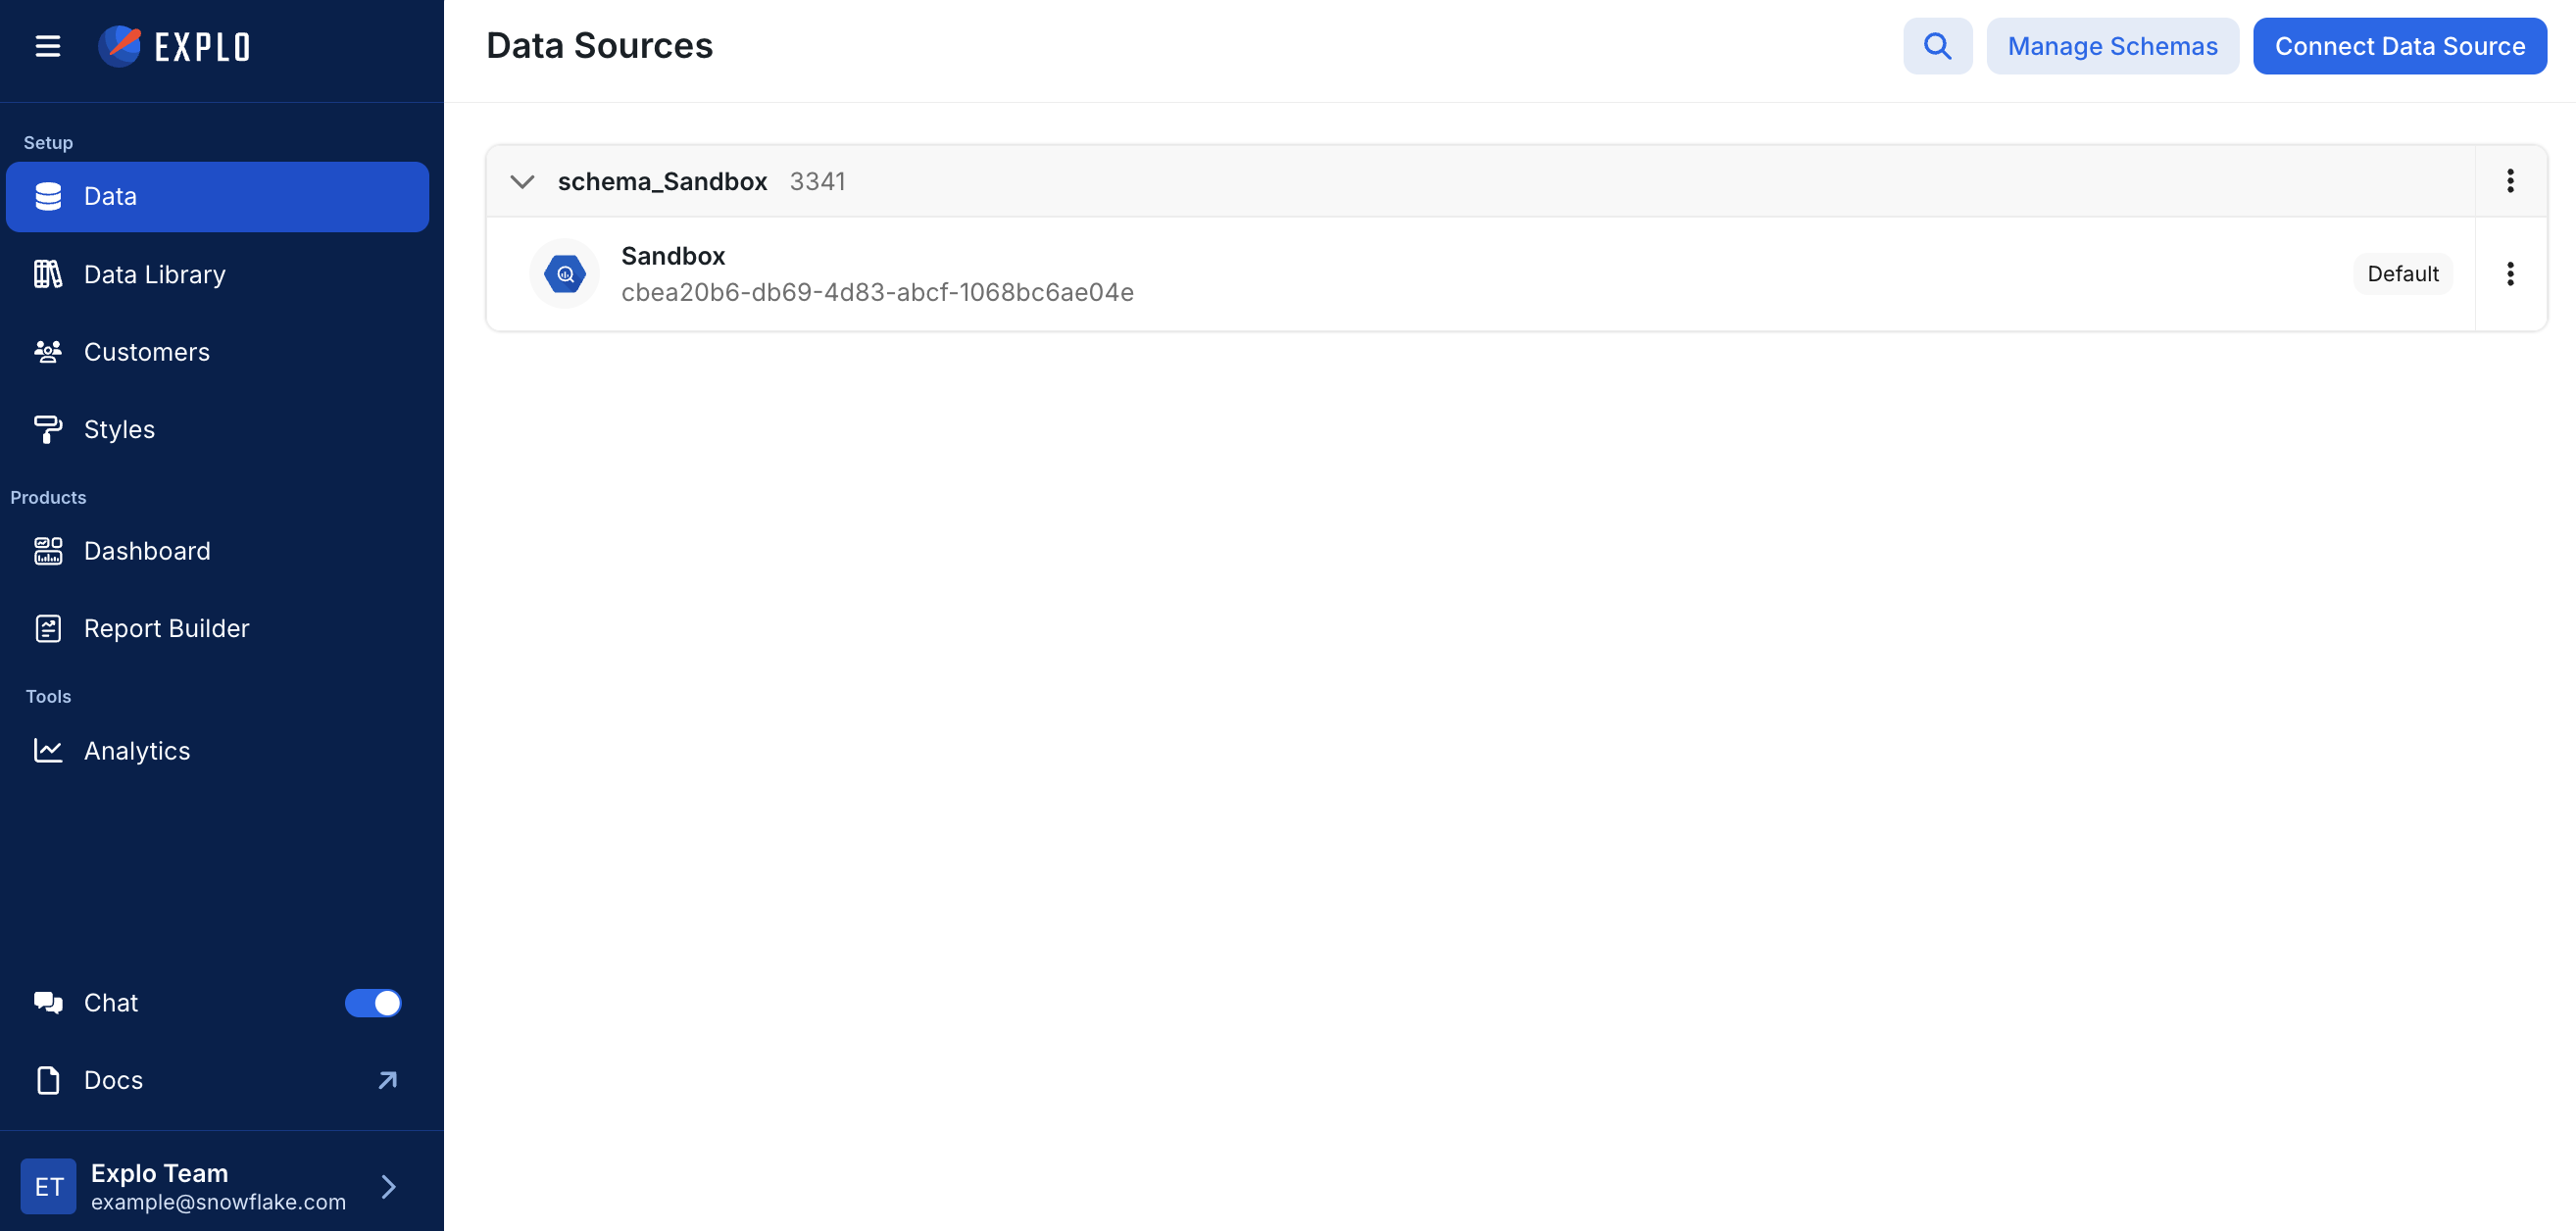 EXPLO
Setup
Data
Data Library
Customers
Styles
Products
Dashboard
Report Builder
Tools
Analytics
Chat
Docs
ET
Explo Team
example@snowflake.com
Data Sources
Manage Schemas
Connect Data Source
schema_Sandbox 3341
Sandbox
cbea20b6-db69-4d83-abcf-1068bc6ae04e
Default